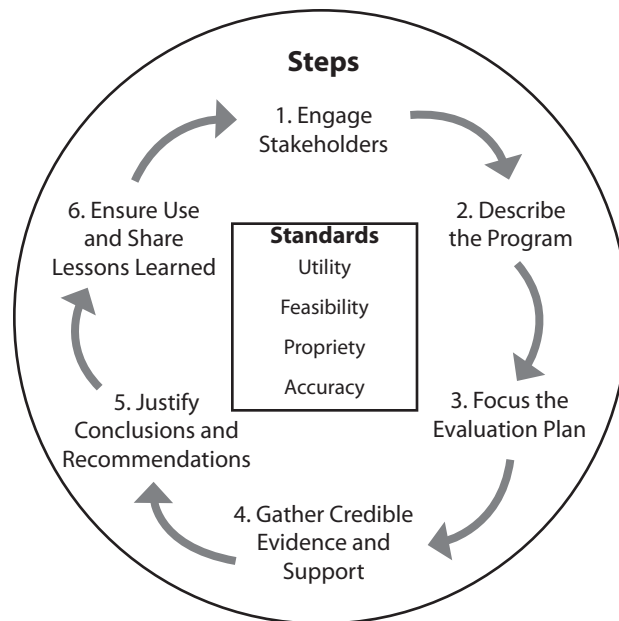 Steps
1. Engage
Stakeholders
2. Describe
the Program
3. Focus the
Evaluation Plan
4. Gather Credible
Evidence and
Support
5. Justify
Conclusions and
Recommendations
6. Ensure Use
and Share
Lessons Learned
Standards
Utility
Feasibility
Propriety
Accuracy